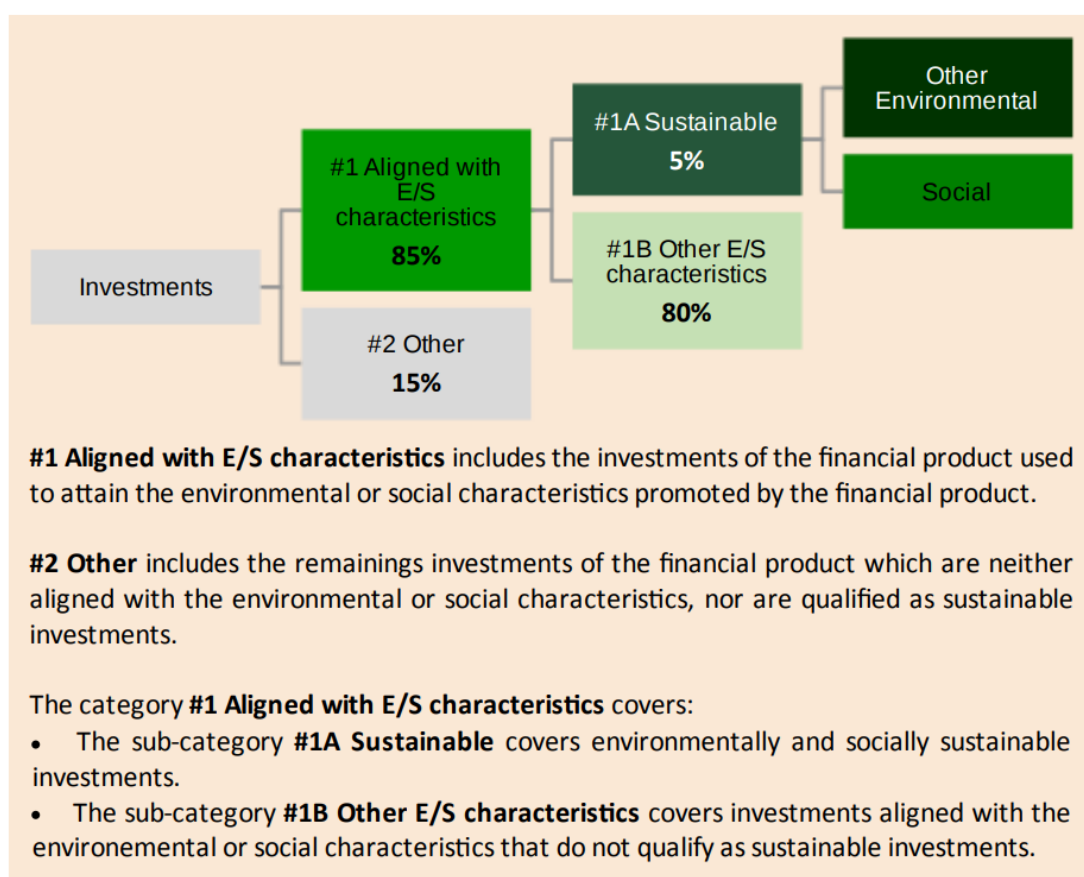 Other
Environmental
#1A Sustainable
5%
#1 Aligned with
E/S
characteristics
85%
Social
#1B Other E/S
characteristics
80%
Investments
#2 Other
15%
#1 Aligned with E/S characteristics includes the investments of the financial product used
to attain the environmental or social characteristics promoted by the financial product.
#2 Other includes the remainings investments of the financial product which are neither
aligned with the environmental or social characteristics, nor are qualified as sustainable
investments.
The category #1 Aligned with E/S characteristics covers:
• The sub-category #1A Sustainable covers environmentally and socially sustainable
investments.
• The sub-category #1B Other E/S characteristics covers investments aligned with the
environemental or social characteristics that do not qualify as sustainable investments.